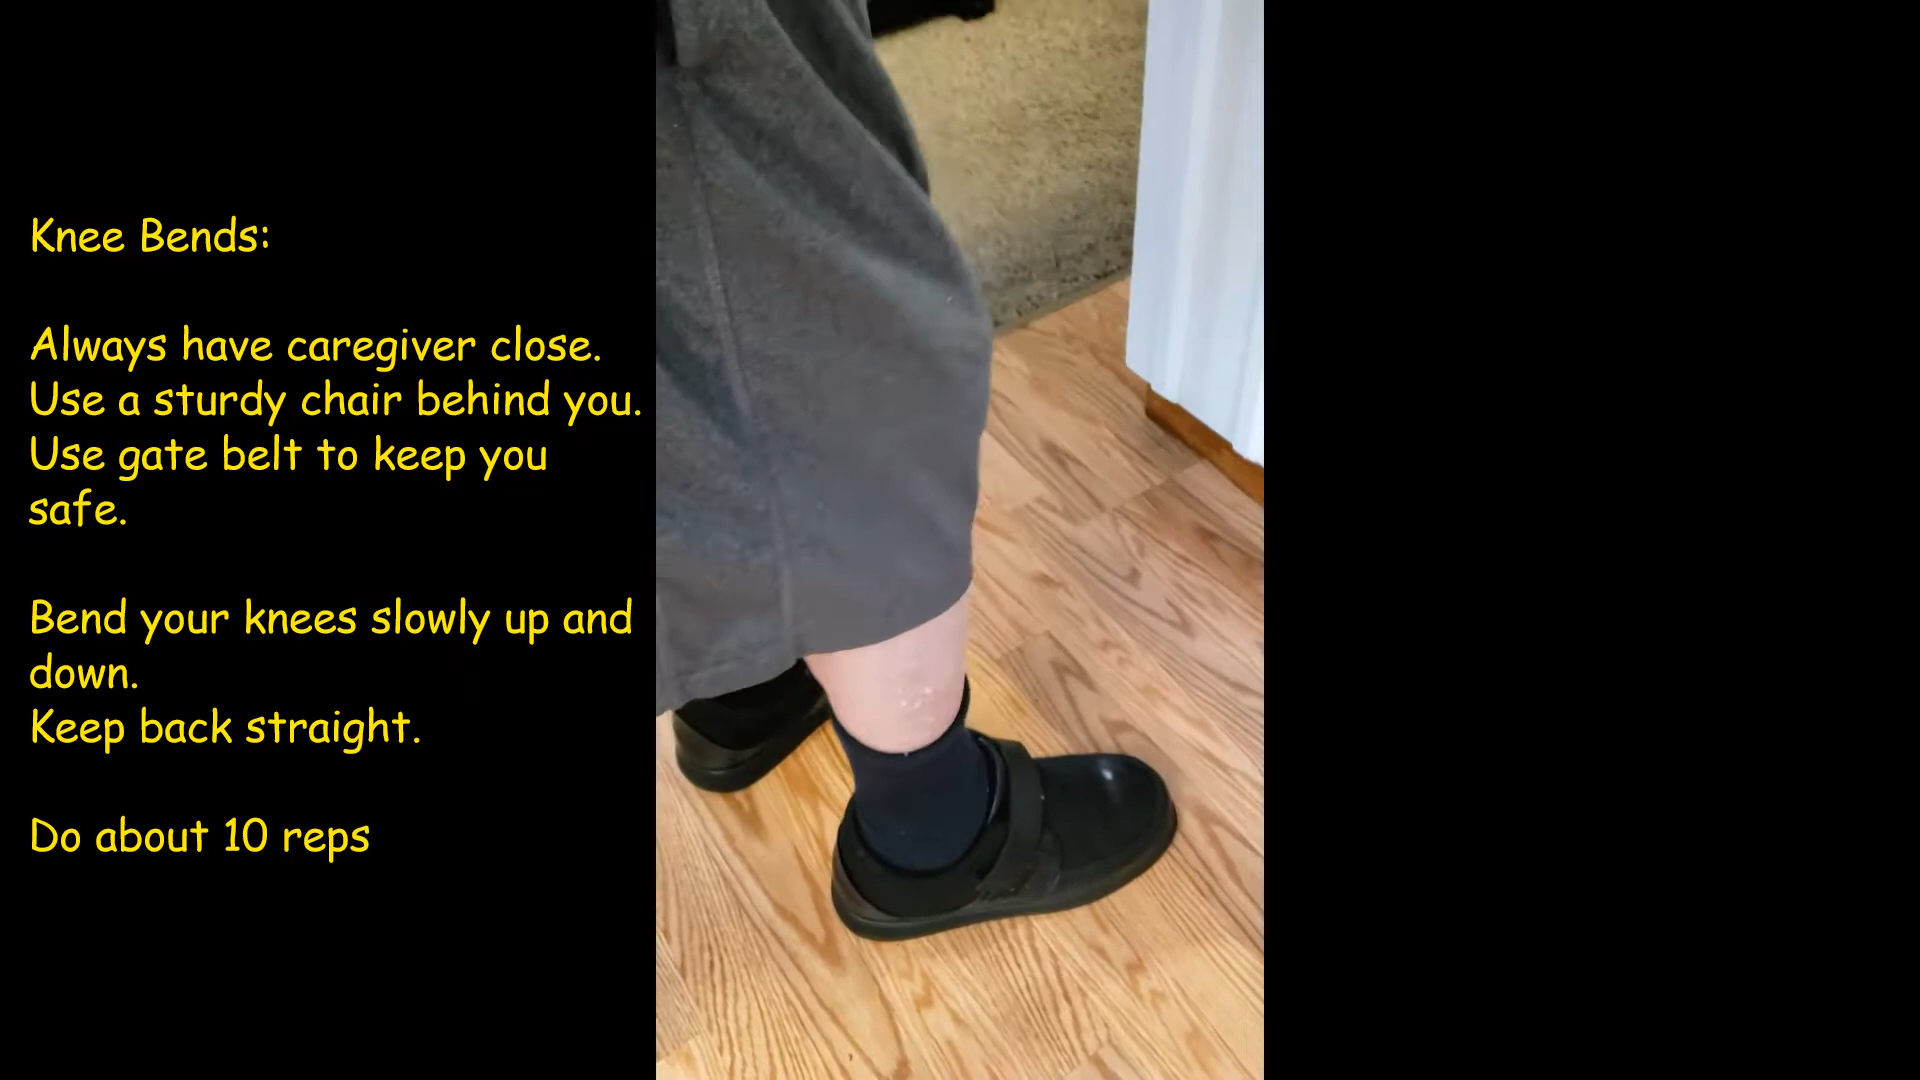 Knee Bends:
Always have caregiver close.
Use a sturdy chair behind you.
Use gate belt to keep you
safe.
Bend your knees slowly up and
down.
Keep back straight.
Do about 10 reps